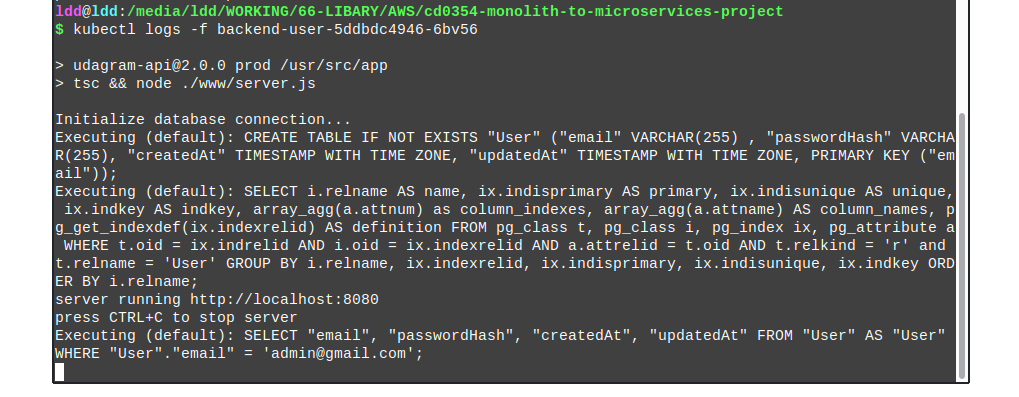 ldd@ldd:/media/ldd/WORKING/66-LIBARY/AWS/cd0354-monolith-to-microservices-project
$ kubectl logs -f backend-user-5ddbdc4946-6bv56
> udagram-api@2.0.0 prod /usr/src/app
> tsc && node ./www/server.js
Initialize database connection...
Executing (default): CREATE TABLE IF NOT EXISTS "User" ("email" VARCHAR(255) , "passwordHash" VARCHA
R(255), "createdAt" TIMESTAMP WITH TIME ZONE, "updatedAt" TIMESTAMP WITH TIME ZONE, PRIMARY KEY ("em
ail"));
Executing (default): SELECT i.relname AS name, ix.indisprimary AS primary, ix.indisunique AS unique,
 ix.indkey AS indkey, array_agg(a.attnum) as column_indexes, array_agg(a.attname) AS column_names, p
g_get_indexdef(ix.indexrelid) AS definition FROM pg_class t, pg_class i, pg_index ix, pg_attribute a
 WHERE t.oid = ix.indrelid AND i.oid = ix.indexrelid AND a.attrelid = t.oid AND t.relkind = 'r' and
t.relname = 'User' GROUP BY i.relname, ix.indexrelid, ix.indisprimary, ix.indisunique, ix.indkey ORD
ER BY i.relname;
server running http://localhost:8080
press CTRL+C to stop server
Executing (default): SELECT "email", "passwordHash", "createdAt", "updatedAt" FROM "User" AS "User"
WHERE "User"."email" = 'admin@gmail.com';